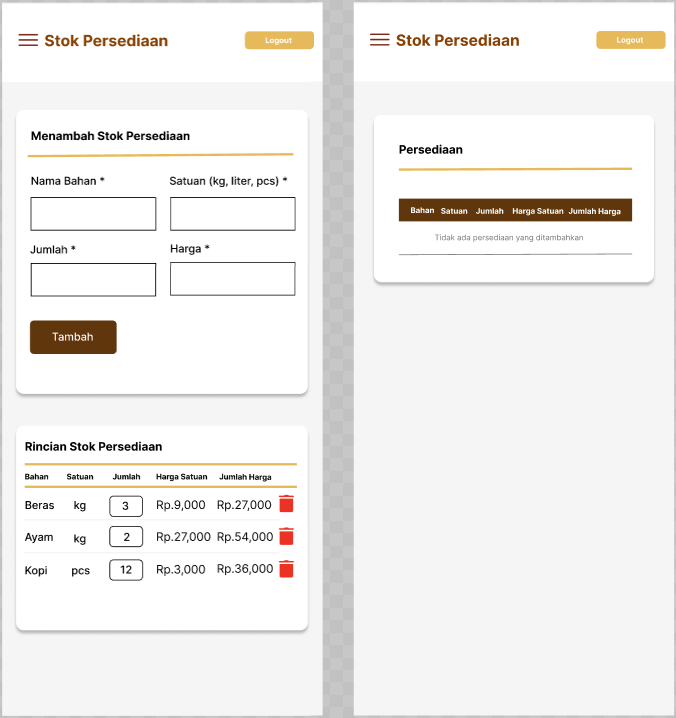 Stok Persediaan
Logout
Menambah Stok Persediaan
Nama Bahan *
Satuan (kg, liter, pcs) *
Jumlah *
Harga *
Tambah
Rincian Stok Persediaan
Bahan Satuan Jumlah Harga Satuan Jumlah Harga
Beras kg 3 Rp.9,000 Rp.27,000
Ayam kg 2 Rp.27,000 Rp.54,000
Kopi pcs 12 Rp.3,000 Rp.36,000
Stok Persediaan
Logout
Persediaan
Bahan Satuan Jumlah Harga Satuan Jumlah Harga
Tidak ada persediaan yang ditambahkan